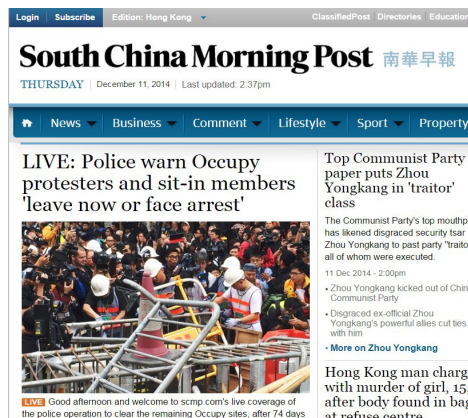 Login Subscribe Edition: Hong Kong ClassifiedPost Directories Education
South China Morning Post 南華早報
THURSDAY December 11, 2014 Last updated: 2:37pm
News Business Comment Lifestyle Sport Property
LIVE: Police warn Occupy
protesters and sit-in members
'leave now or face arrest'
LIVE Good afternoon and welcome to scmp.com's live coverage of
the police operation to clear the remaining Occupy sites, after 74 days
Top Communist Party
paper puts Zhou
Yongkang in 'traitor'
class
The Communist Party's top mouthp
has likened disgraced security tsar
Zhou Yongkang to past party "traito
all of whom were executed.
11 Dec 2014 - 2:00pm
• Zhou Yongkang kicked out of Chin
Communist Party
• Disgraced ex-official Zhou
Yongkang's powerful allies cut ties
with him
• More on Zhou Yongkang
Hong Kong man charg
with murder of girl, 15,
after body found in bag
at refuse centre